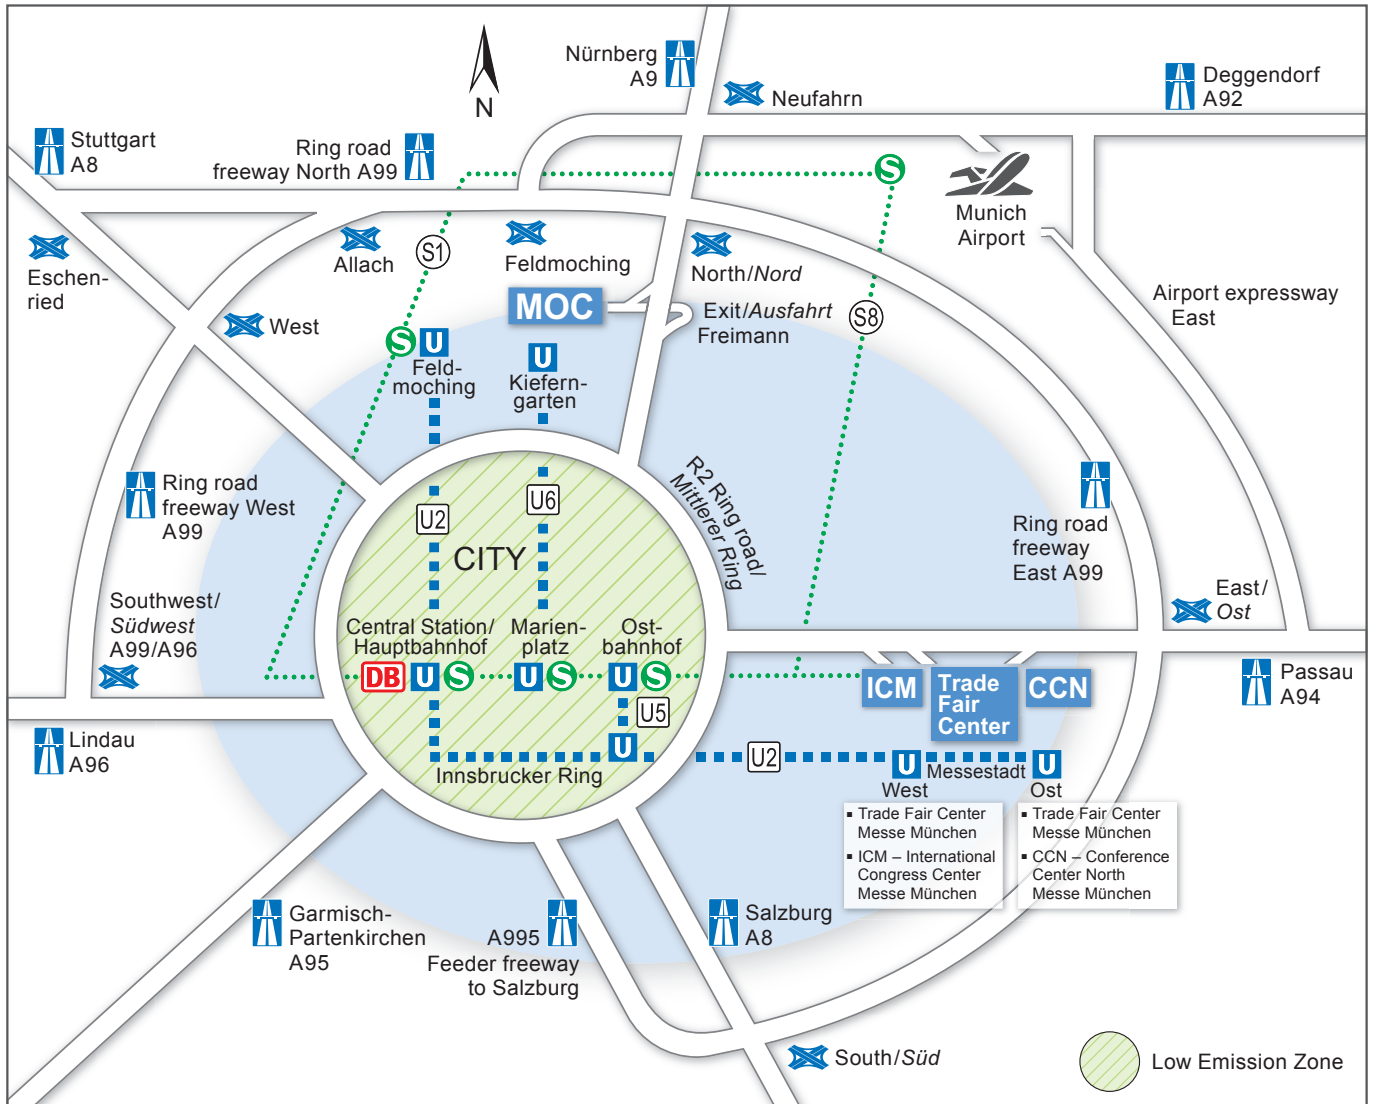 Nürnberg
A9
N
Neufahrn
Deggendorf
A92
Stuttgart
A8
Ring road
freeway North A99
S
Munich
Airport
Eschen-
ried
Allach
S1
Feldmoching
North/Nord
MOC
Exit/Ausfahrt
Freimann
S8
Airport expressway
East
West
S U
Feld-
moching
U
Kiefern-
garten
R2 Ring road/
Mittlerer Ring
Ring road
freeway West
A99
U2
U6
CITY
Ring road
freeway
East A99
Southwest/
Südwest
A99/A96
East/
Ost
Central Station/
Hauptbahnhof
DB U S
Marien-
platz
U S
Ost-
bahnhof
U S
U5
U
Innsbrucker Ring
ICM
Trade
Fair
Center
CCN
Passau
A94
Lindau
A96
U2
U
West
Messestadt
U
Ost
▪ Trade Fair Center
Messe München
▪ ICM – International
Congress Center
Messe München
▪ Trade Fair Center
Messe München
▪ CCN – Conference
Center North
Messe München
Garmisch-
Partenkirchen
A95
A995
Feeder freeway
to Salzburg
Salzburg
A8
South/Süd
Low Emission Zone